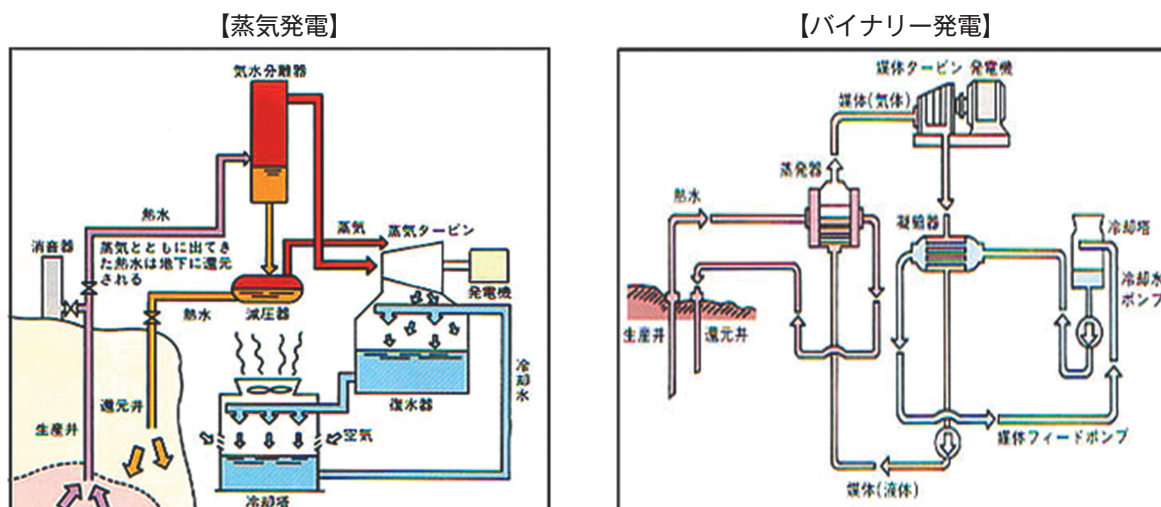 【蒸気発電】
気水分離器
熱水
蒸気とともに出てき
た熱水は地下に還元
される
消音器
蒸気
蒸気タービン
発電機
熱水
減圧器
冷却水
復水器
還元井
生産井
空気
冷却塔
【バイナリー発電】
媒体タービン 発電機
媒体(気体)
蒸発器
熱水
凝縮器
冷却塔
冷却水
ポンプ
生産井
還元井
媒体フィードポンプ
媒体(液体)